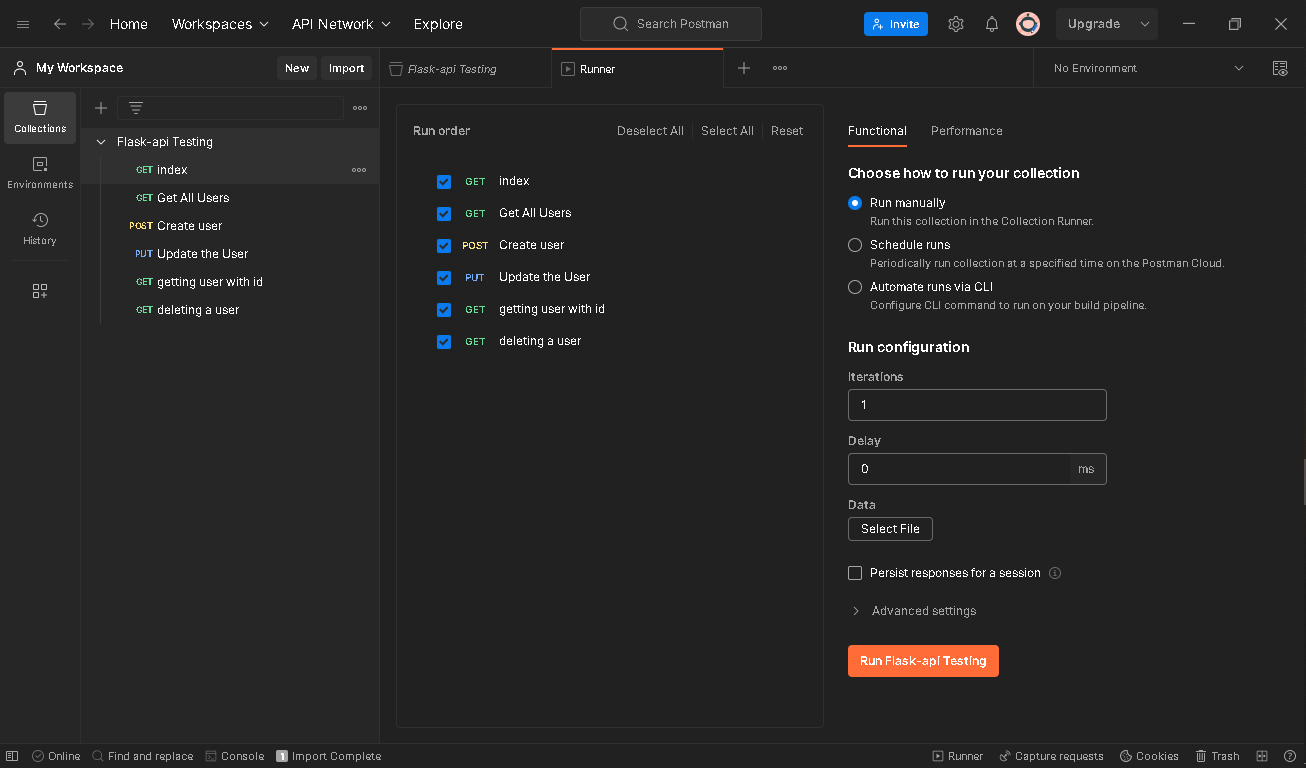 Home Workspaces API Network Explore Search Postman Invite Upgrade
My Workspace New Import Flask-api Testing Runner No Environment
Collections
Environments
History
Flask-api Testing
GET index
GET Get All Users
POST Create user
PUT Update the User
GET getting user with id
GET deleting a user
Run order Deselect All Select All Reset
GET index
GET Get All Users
POST Create user
PUT Update the User
GET getting user with id
GET deleting a user
Functional Performance
Choose how to run your collection
Run manually
Run this collection in the Collection Runner.
Schedule runs
Periodically run collection at a specified time on the Postman Cloud.
Automate runs via CLI
Configure CLI command to run on your build pipeline.
Run configuration
Iterations
1
Delay
0 ms
Data
Select File
Persist responses for a session
Advanced settings
Run Flask-api Testing
Online Find and replace Console 1 Import Complete Runner Capture requests Cookies Trash